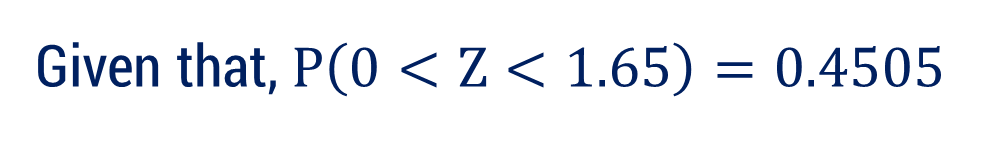 Given that, P(0 < Z < 1.65) = 0.4505